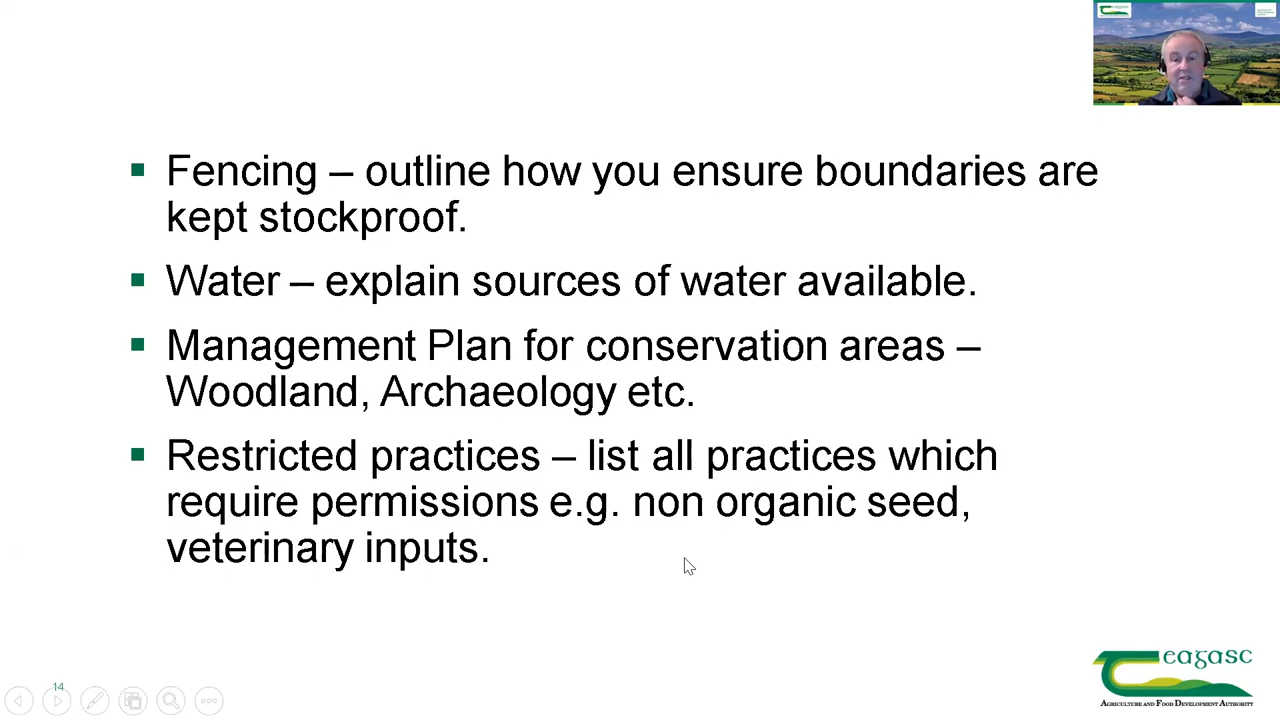 Fencing – outline how you ensure boundaries are
kept stockproof.
Water – explain sources of water available.
Management Plan for conservation areas –
Woodland, Archaeology etc.
Restricted practices – list all practices which
require permissions e.g. non organic seed,
veterinary inputs.
14
eagasc
Agriculture and Food Development Authority